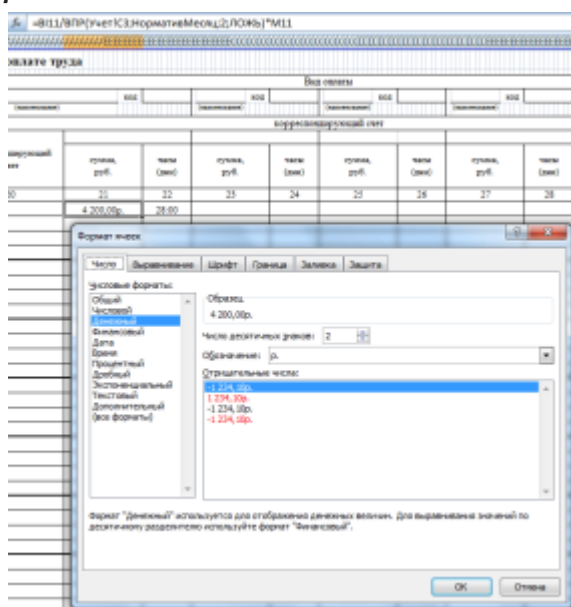 =BI11/ВПР(Учет!C3;НормативМесяц;2;ЛОЖЬ)*M11
оплате труда
Вид оплаты
код код код
(наименование) (наименование) (наименование)
корреспондирующий счет
сумма, часы сумма, часы сумма, часы сумма, часы
руб. (дни) руб. (дни) руб. (дни) руб. (дни)
21 22 23 24 25 26 27 28
4 200,00р. 28:00
Формат ячеек
Число Выравнивание Шрифт Граница Заливка Защита
Числовые форматы:
Общий
Числовой
Денежный
Финансовый
Дата
Время
Процентный
Дробный
Экспоненциальный
Текстовый
Дополнительный
(все форматы)
Образец
4 200,00р.
Число десятичных знаков: 2
Обозначение: р.
Отрицательные числа:
-1 234,10р.
1 234,10р.
-1 234,10р.
-1 234,10р.
Формат "Денежный" используется для отображения денежных величин. Для выравнивания значений по
десятичному разделителю используйте формат "Финансовый".
OK Отмена